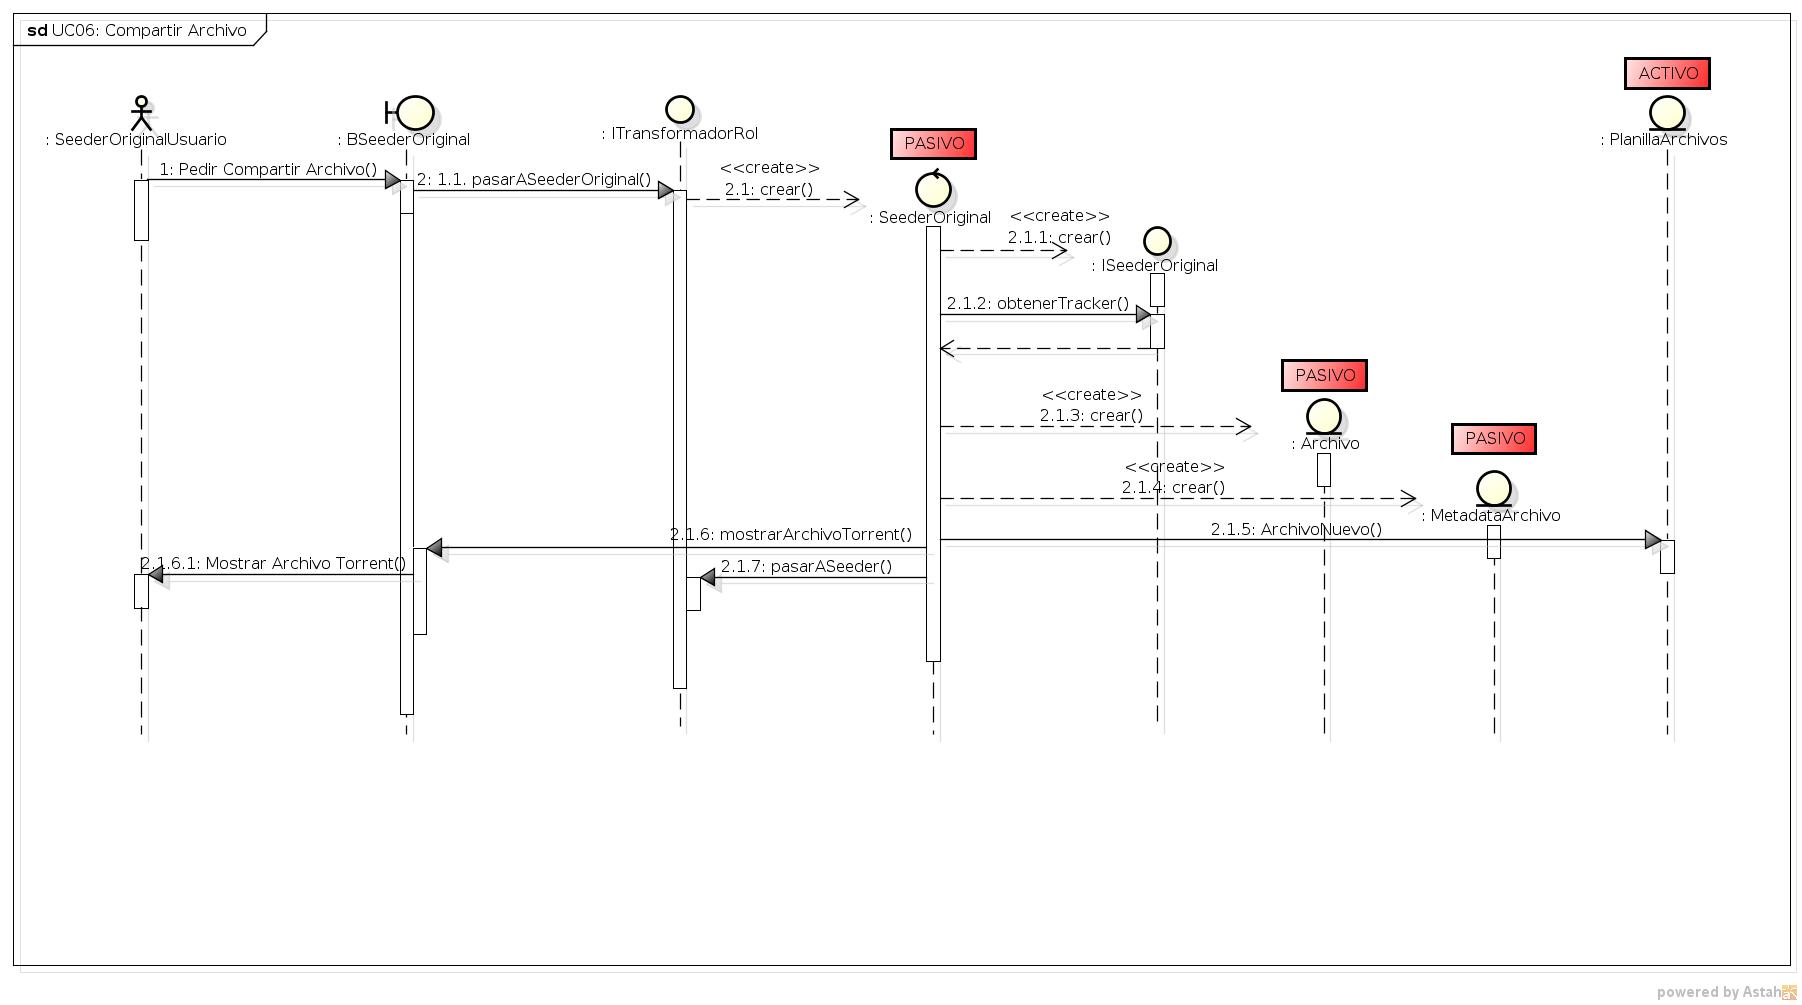 sd UC06: Compartir Archivo
ACTIVO
: SeederOriginalUsuario
: BSeederOriginal
: ITransformadorRol
PASIVO
: PlanillaArchivos
1: Pedir Compartir Archivo()
2: 1.1. pasarASeederOriginal()
<<create>>
2.1: crear()
: SeederOriginal
<<create>>
2.1.1: crear()
: ISeederOriginal
2.1.2: obtenerTracker()
PASIVO
<<create>>
2.1.3: crear()
: Archivo
PASIVO
<<create>>
2.1.4: crear()
: MetadataArchivo
2.1.5: ArchivoNuevo()
2.1.6: mostrarArchivoTorrent()
2.1.6.1: Mostrar Archivo Torrent()
2.1.7: pasarASeeder()
powered by Astah